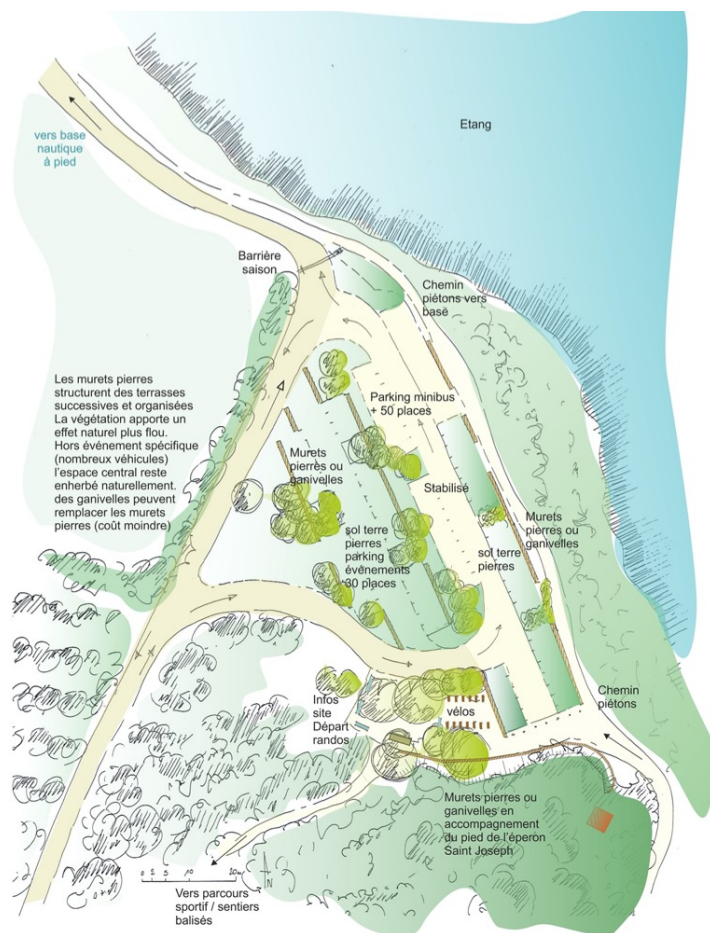 Etang
vers base
nautique
à pied
Barrière
saison
Chemin
piétons vers
base
Les murets pierres
structurent des terrasses
successives et organisées
La végétation apporte un
effet naturel plus flou.
Hors événement spécifique
(nombreux véhicules)
l'espace central reste
enherbé naturellement.
des ganivelles peuvent
remplacer les murets
pierres (coût moindre)
Parking minibus
+ 50 places
Murets
pierres ou
ganivelles
Stabilisé
sol terre
pierres
parking
événements
30 places
Murets
pierres ou
ganivelles
sol terre
pierres
Infos
site
Départ
randos
vélos
Chemin
piétons
Murets pierres ou
ganivelles en
accompagnement
du pied de l'éperon
Saint Joseph
0 2 5 10 20m
N
Vers parcours
sportif / sentiers
balisés